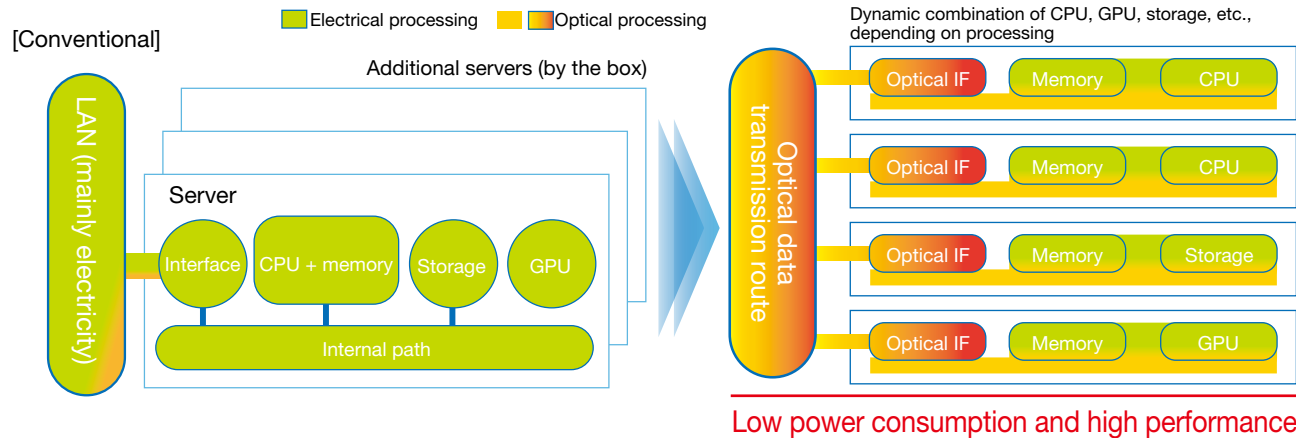 Electrical processing
Optical processing
[Conventional]
Additional servers (by the box)
LAN (mainly electricity)
Server
Interface
CPU + memory
Storage
GPU
Internal path
Optical data
transmission route
Dynamic combination of CPU, GPU, storage, etc.,
depending on processing
Optical IF
Memory
CPU
Optical IF
Memory
CPU
Optical IF
Memory
Storage
Optical IF
Memory
GPU
Low power consumption and high performance